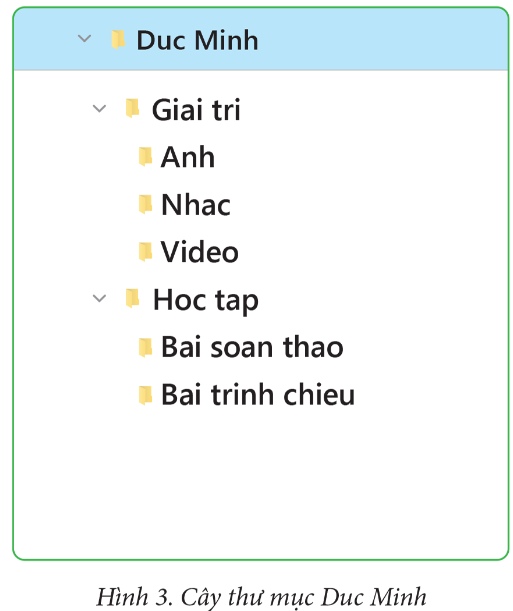 Duc Minh
Giai tri
Anh
Nhac
Video
Hoc tap
Bai soan thao
Bai trinh chieu
Hình 3. Cây thư mục Duc Minh